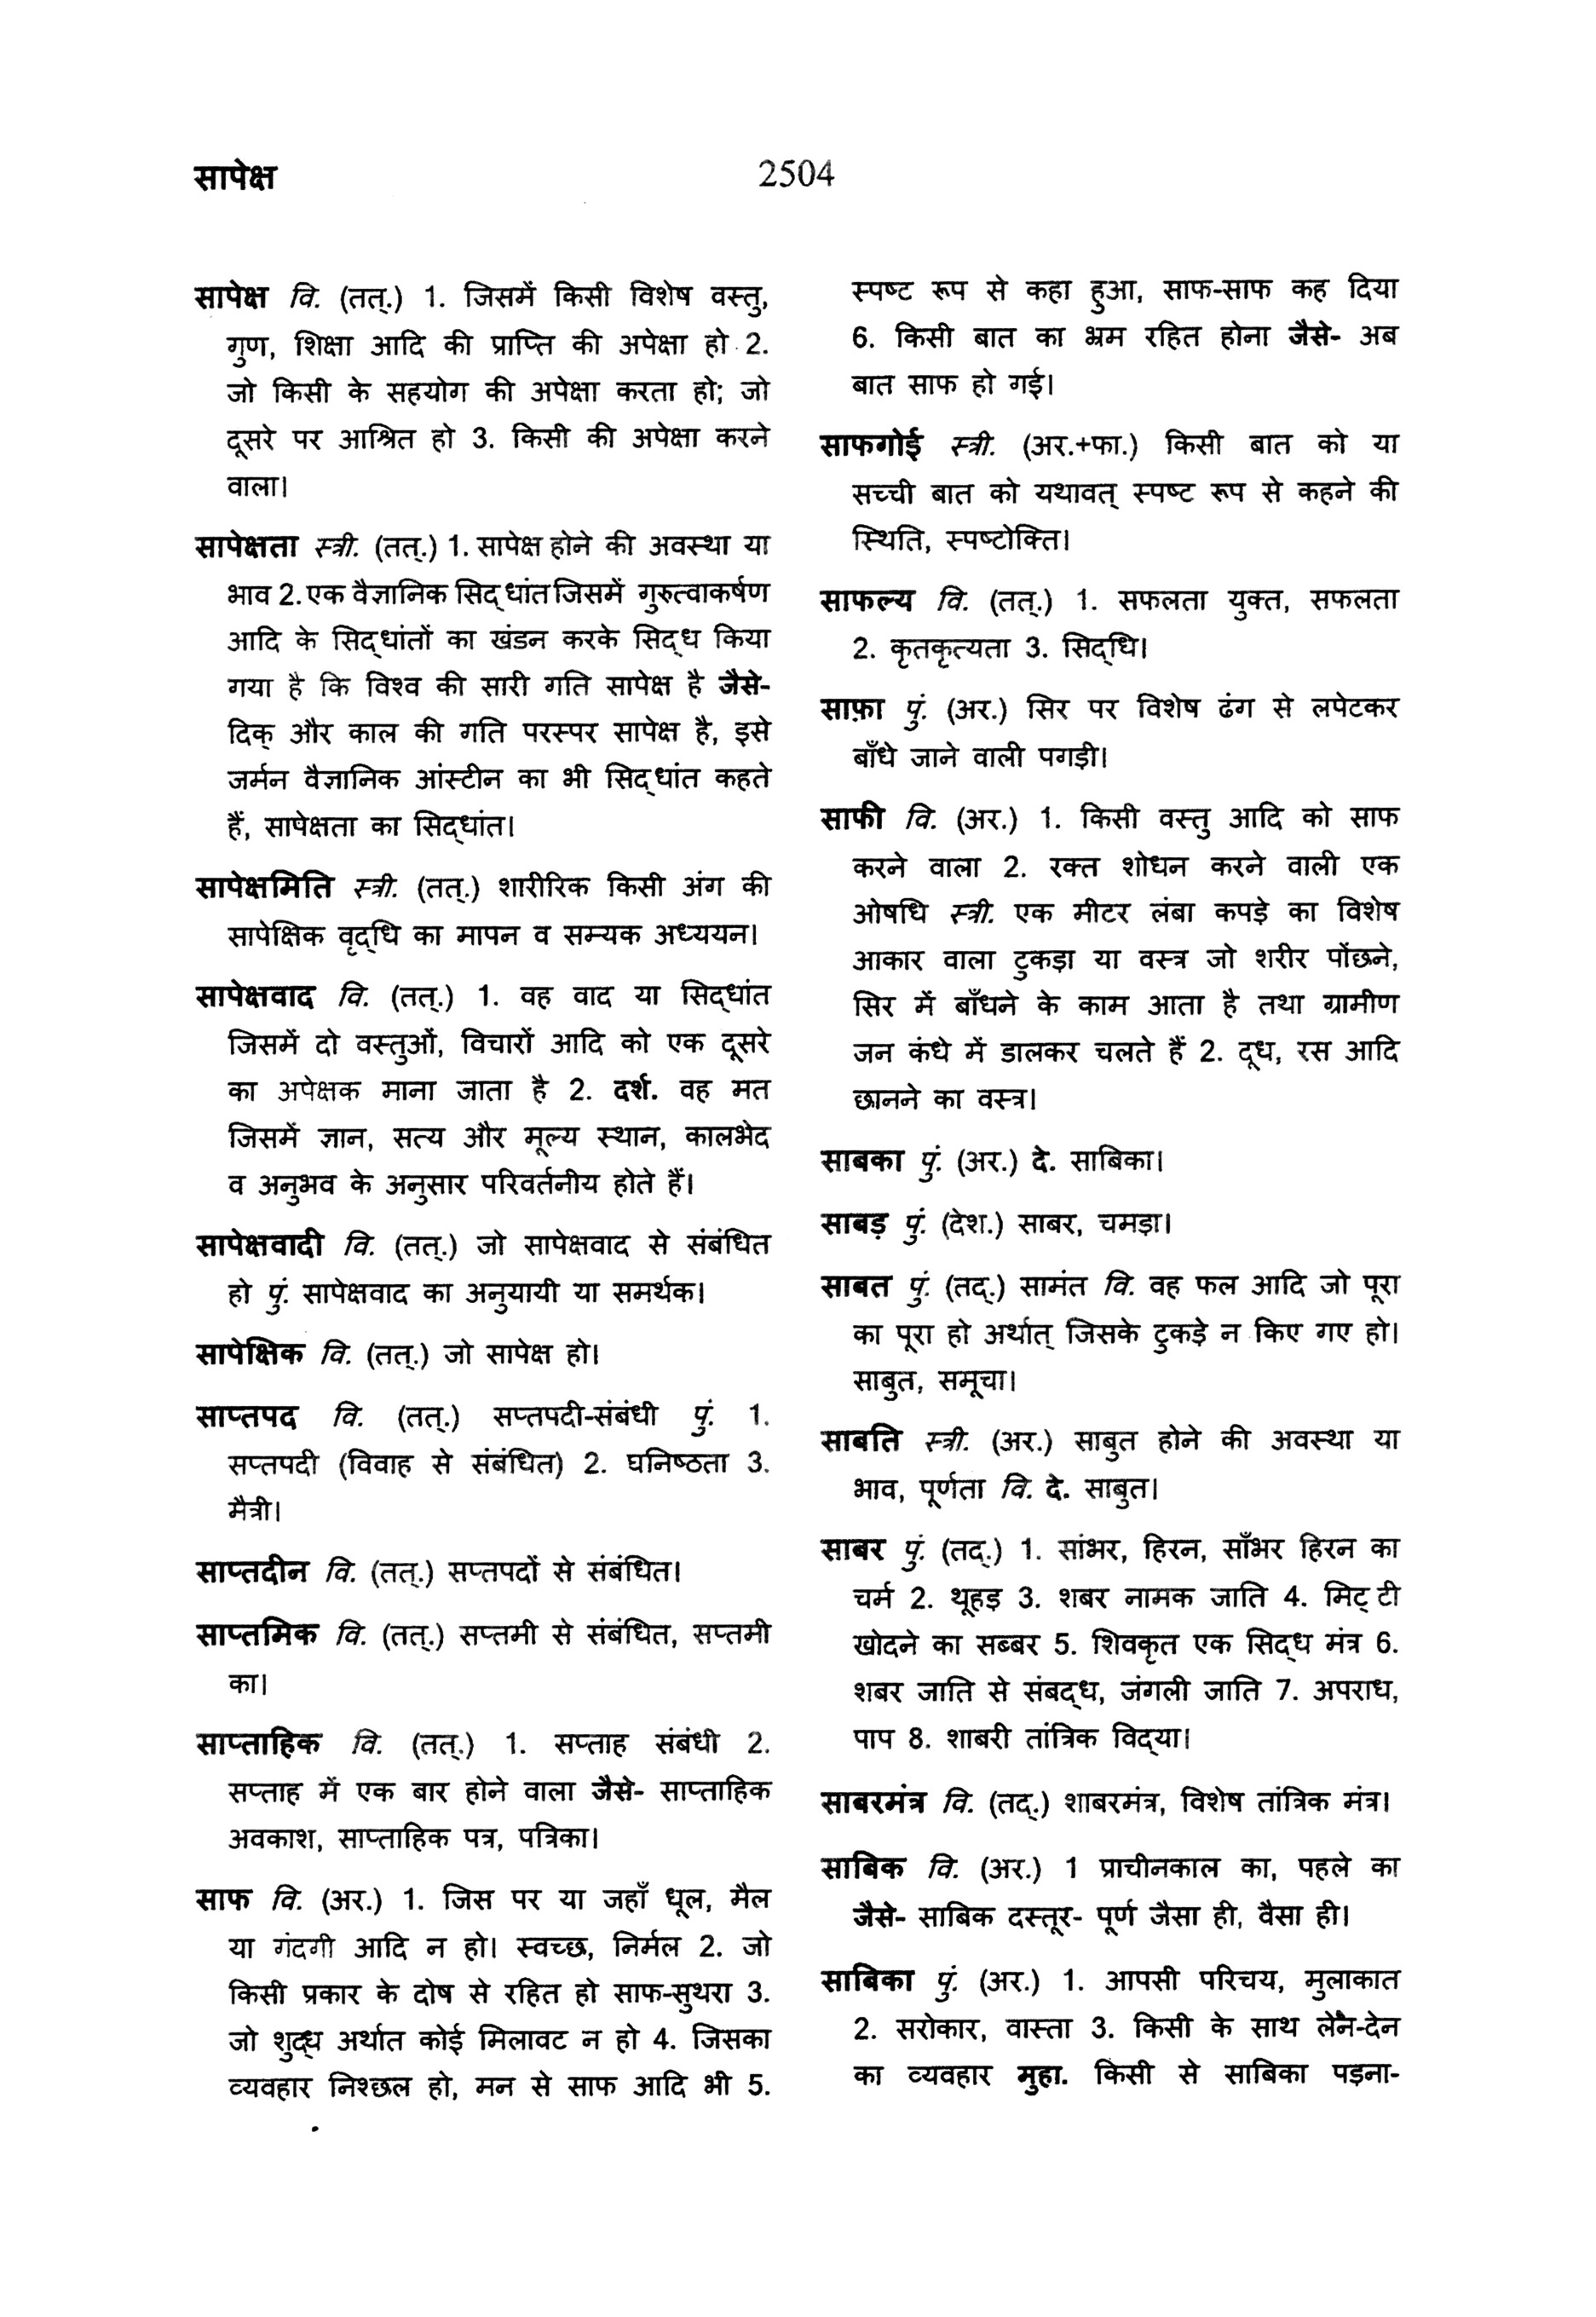 सापेक्ष
2504
सापेक्ष वि. (तत्.) 1. जिसमें किसी विशेष वस्तु,
गुण, शिक्षा आदि की प्राप्ति की अपेक्षा हो 2.
जो किसी के सहयोग की अपेक्षा करता हो; जो
दूसरे पर आश्रित हो 3. किसी की अपेक्षा करने
वाला।
सापेक्षता स्त्री. (तत्.) 1. सापेक्ष होने की अवस्था या
भाव 2. एक वैज्ञानिक सिद्धांत जिसमें गुरुत्वाकर्षण
आदि के सिद्धांतों का खंडन करके सिद्ध किया
गया है कि विश्व की सारी गति सापेक्ष है जैसे-
दिक् और काल की गति परस्पर सापेक्ष है, इसे
जर्मन वैज्ञानिक आंस्टीन का भी सिद्धांत कहते
हैं, सापेक्षता का सिद्धांत।
सापेक्षमिति स्त्री. (तत्.) शारीरिक किसी अंग की
सापेक्षिक वृद्धि का मापन व सम्यक अध्ययन।
सापेक्षवाद वि. (तत्.) 1. वह वाद या सिद्धांत
जिसमें दो वस्तुओं, विचारों आदि को एक दूसरे
का अपेक्षक माना जाता है 2. दर्श. वह मत
जिसमें ज्ञान, सत्य और मूल्य स्थान, कालभेद
व अनुभव के अनुसार परिवर्तनीय होते हैं।
सापेक्षवादी वि. (तत्.) जो सापेक्षवाद से संबंधित
हो पुं. सापेक्षवाद का अनुयायी या समर्थक।
सापेक्षिक वि. (तत्.) जो सापेक्ष हो।
साप्तपद वि. (तत्.) सप्तपदी-संबंधी पुं. 1.
सप्तपदी (विवाह से संबंधित) 2. घनिष्ठता 3.
मैत्री।
साप्तदीन वि. (तत्.) सप्तपदों से संबंधित।
साप्तमिक वि. (तत्.) सप्तमी से संबंधित, सप्तमी
का।
साप्ताहिक वि. (तत्.) 1. सप्ताह संबंधी 2.
सप्ताह में एक बार होने वाला जैसे- साप्ताहिक
अवकाश, साप्ताहिक पत्र, पत्रिका।
साफ वि. (अर.) 1. जिस पर या जहाँ धूल, मैल
या गंदगी आदि न हो। स्वच्छ, निर्मल 2. जो
किसी प्रकार के दोष से रहित हो साफ-सुथरा 3.
जो शुद्ध अर्थात कोई मिलावट न हो 4. जिसका
व्यवहार निश्छल हो, मन से साफ आदि भी 5.
स्पष्ट रूप से कहा हुआ, साफ-साफ कह दिया
6. किसी बात का भ्रम रहित होना जैसे- अब
बात साफ हो गई।
साफगोई स्त्री. (अर.+फा.) किसी बात को या
सच्ची बात को यथावत् स्पष्ट रूप से कहने की
स्थिति, स्पष्टोक्ति।
साफल्य वि. (तत्.) 1. सफलता युक्त, सफलता
2. कृतकृत्यता 3. सिद्धि।
साफ़ा पुं. (अर.) सिर पर विशेष ढंग से लपेटकर
बाँधे जाने वाली पगड़ी।
साफी वि. (अर.) 1. किसी वस्तु आदि को साफ
करने वाला 2. रक्त शोधन करने वाली एक
ओषधि स्त्री. एक मीटर लंबा कपड़े का विशेष
आकार वाला टुकड़ा या वस्त्र जो शरीर पोंछने,
सिर में बाँधने के काम आता है तथा ग्रामीण
जन कंधे में डालकर चलते हैं 2. दूध, रस आदि
छानने का वस्त्र।
साबका पुं. (अर.) दे. साबिका।
साबड़ पुं. (देश.) साबर, चमड़ा।
साबत पुं. (तद्.) सामंत वि. वह फल आदि जो पूरा
का पूरा हो अर्थात् जिसके टुकड़े न किए गए हो।
साबुत, समूचा।
साबति स्त्री. (अर.) साबुत होने की अवस्था या
भाव, पूर्णता वि. दे. साबुत।
साबर पुं. (तद्.) 1. सांभर, हिरन, साँभर हिरन का
चर्म 2. थूहड़ 3. शबर नामक जाति 4. मिट्टी
खोदने का सब्बर 5. शिवकृत एक सिद्ध मंत्र 6.
शबर जाति से संबद्ध, जंगली जाति 7. अपराध,
पाप 8. शाबरी तांत्रिक विद्या।
साबरमंत्र वि. (तद्.) शाबरमंत्र, विशेष तांत्रिक मंत्र।
साबिक वि. (अर.) 1 प्राचीनकाल का, पहले का
जैसे- साबिक दस्तूर- पूर्ण जैसा ही, वैसा ही।
साबिका पुं. (अर.) 1. आपसी परिचय, मुलाकात
2. सरोकार, वास्ता 3. किसी के साथ लेनै-देन
का व्यवहार मुहा. किसी से साबिका पड़ना-